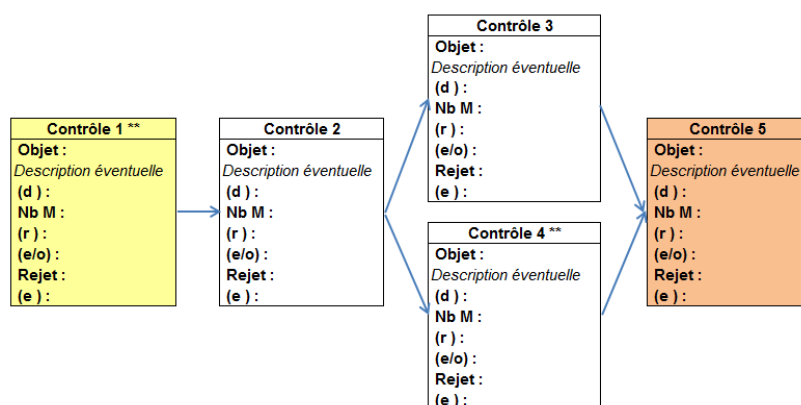 Contrôle 1 **
Objet :
Description éventuelle
(d ) :
Nb M :
(r ) :
(e/o) :
Rejet :
(e ) :
Contrôle 2
Objet :
Description éventuelle
(d ) :
Nb M :
(r ) :
(e/o):
Rejet :
(e ) :
Contrôle 3
Objet :
Description éventuelle
(d ) :
Nb M :
(r ) :
(e/o):
Rejet :
(e ) :
Contrôle 4 **
Objet :
Description éventuelle
(d ) :
Nb M :
(r ) :
(e/o):
Rejet :
(e ) :
Contrôle 5
Objet :
Description éventuelle
(d ) :
Nb M :
(r ) :
(e/o):
Rejet :
(e ) :